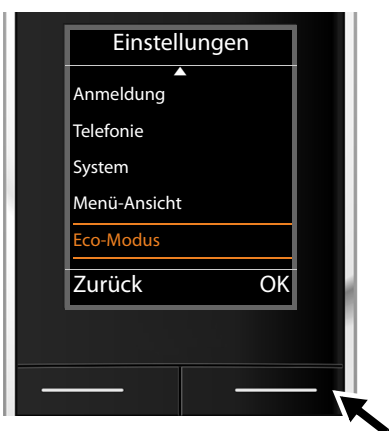 Einstellungen
Anmeldung
Telefonie
System
Menü-Ansicht
Eco-Modus
Zurück OK